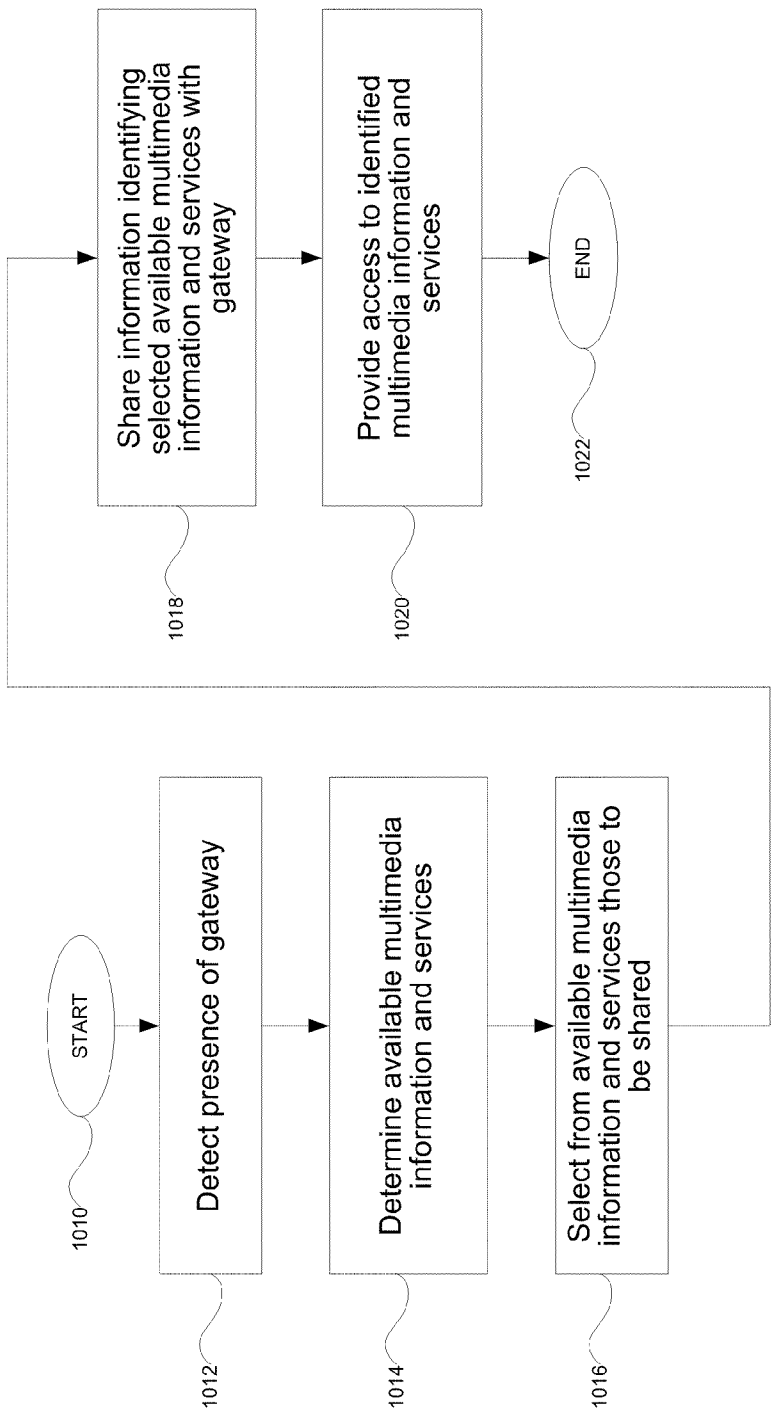 START
1010
Detect presence of gateway
1012
Determine available multimedia
information and services
1014
Select from available multimedia
information and services those to
be shared
1016
Share information identifying
selected available multimedia
information and services with
gateway
1018
Provide access to identified
multimedia information and
services
1020
END
1022